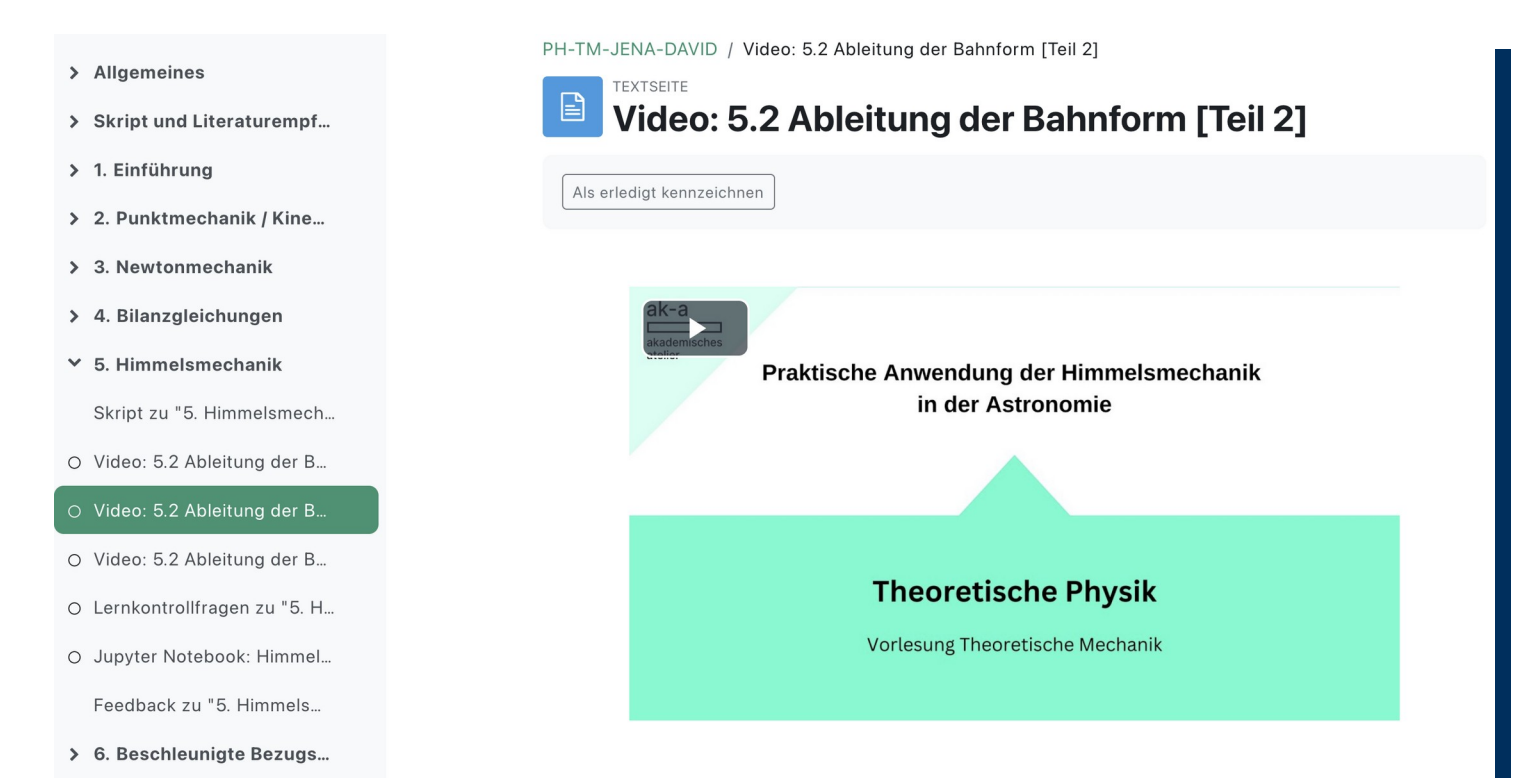 Allgemeines
Skript und Literaturempf...
1. Einführung
2. Punktmechanik / Kine...
3. Newtonmechanik
4. Bilanzgleichungen
5. Himmelsmechanik
Skript zu "5. Himmelsmech...
Video: 5.2 Ableitung der B...
Video: 5.2 Ableitung der B...
Video: 5.2 Ableitung der B...
Lernkontrollfragen zu "5. H...
Jupyter Notebook: Himmel...
Feedback zu "5. Himmels...
6. Beschleunigte Bezugs...
PH-TM-JENA-DAVID / Video: 5.2 Ableitung der Bahnform [Teil 2]
TEXTSEITE
Video: 5.2 Ableitung der Bahnform [Teil 2]
Als erledigt kennzeichnen
ak-a
akademisches
atelier
Praktische Anwendung der Himmelsmechanik
in der Astronomie
Theoretische Physik
Vorlesung Theoretische Mechanik